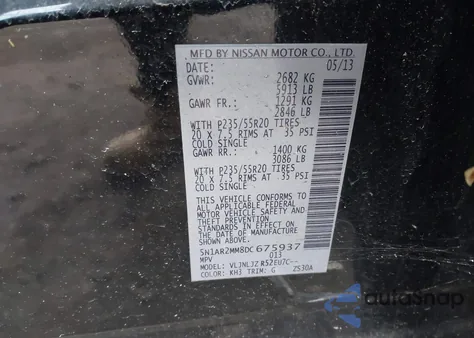 MFD BY NISSAN MOTOR CO., LTD.
DATE: 05/13
GVWR: 2682 KG
5913 LB
GAWR FR.: 1291 KG
2846 LB
WITH P235/55R20 TIRES
20 X 7.5 RIMS AT 35 PSI
COLD SINGLE
GAWR RR.: 1400 KG
3086 LB
WITH P235/55R20 TIRES
20 X 7.5 RIMS AT 35 PSI
COLD SINGLE
THIS VEHICLE CONFORMS TO
ALL APPLICABLE FEDERAL
MOTOR VEHICLE SAFETY AND
THEFT PREVENTION
STANDARDS IN EFFECT ON THE
DATE OF MANUFACTURE SHOWN
ABOVE.
5N1AR2MM8DC675937
MPV 013
MODEL: VLJNLJZ R52EU7C--
COLOR: KH3 TRIM: G 2530A
autosnap